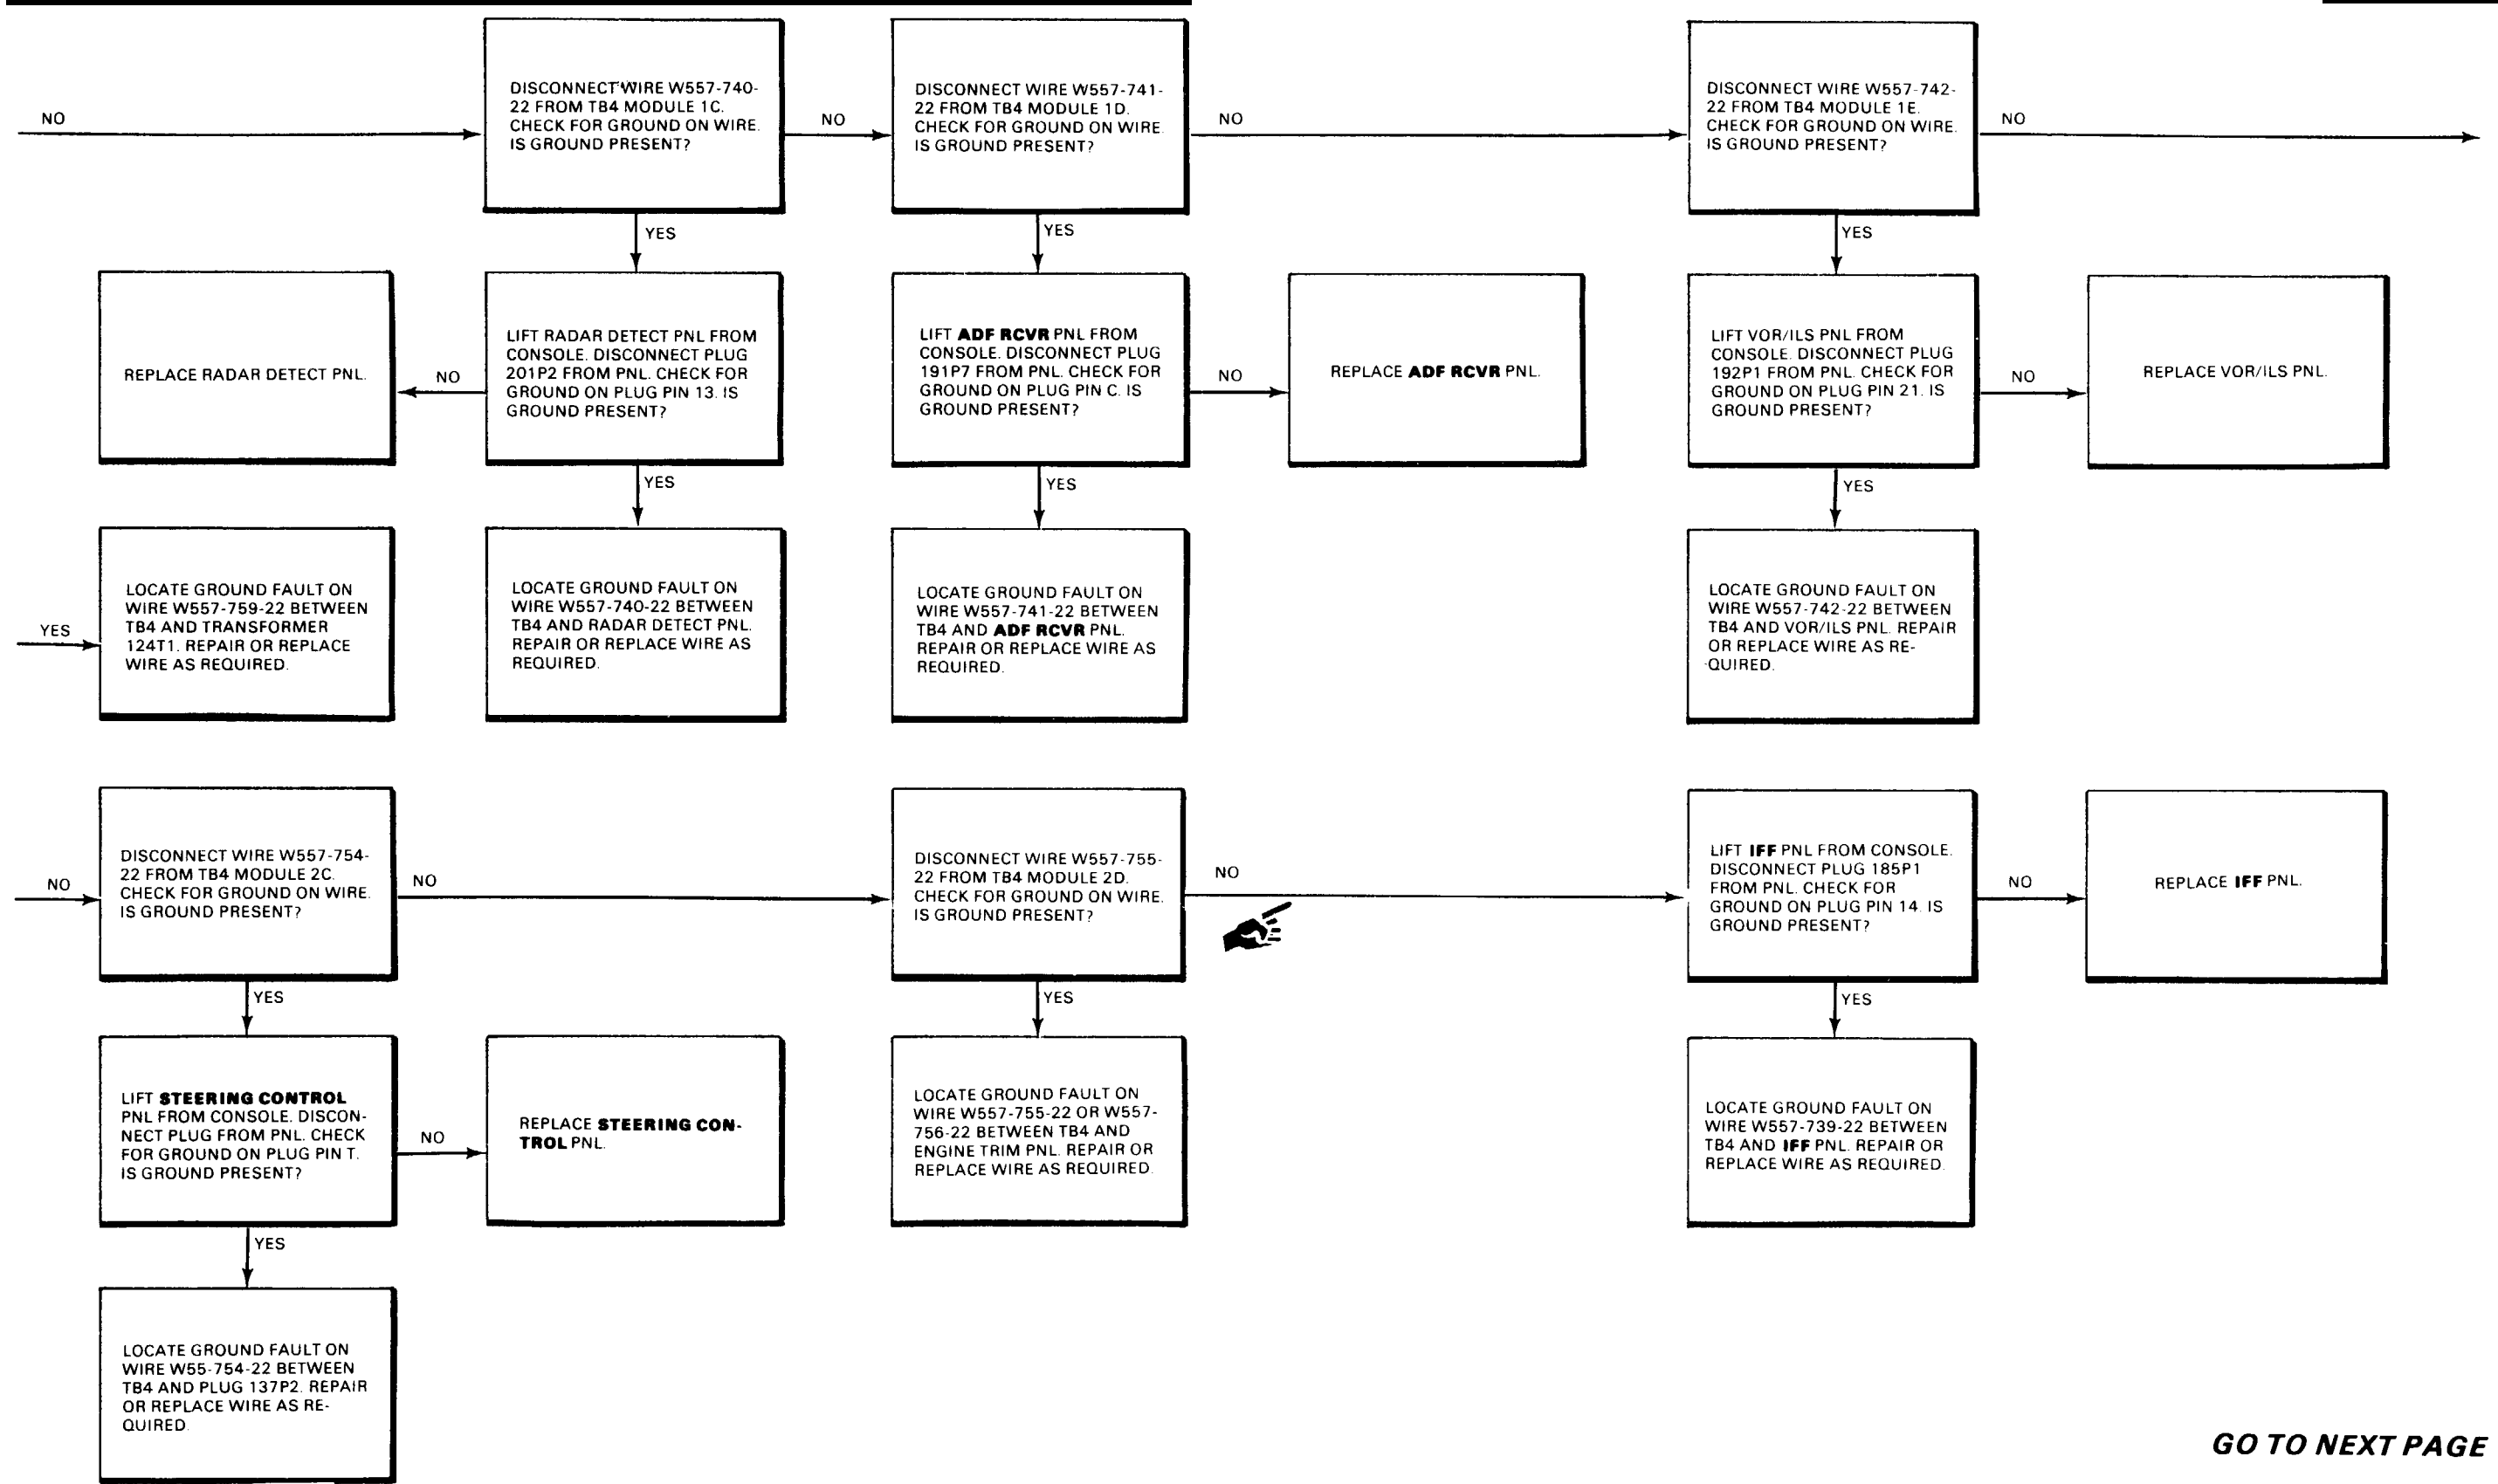 NO
DISCONNECT WIRE W557-740-
22 FROM TB4 MODULE 1C.
CHECK FOR GROUND ON WIRE.
IS GROUND PRESENT?
NO
DISCONNECT WIRE W557-741-
22 FROM TB4 MODULE 1D.
CHECK FOR GROUND ON WIRE.
IS GROUND PRESENT?
NO
DISCONNECT WIRE W557-742-
22 FROM TB4 MODULE 1E.
CHECK FOR GROUND ON WIRE.
IS GROUND PRESENT?
NO
YES
YES
YES
REPLACE RADAR DETECT PNL.
NO
LIFT RADAR DETECT PNL FROM
CONSOLE. DISCONNECT PLUG
201P2 FROM PNL. CHECK FOR
GROUND ON PLUG PIN 13. IS
GROUND PRESENT?
LIFT ADF RCVR PNL FROM
CONSOLE. DISCONNECT PLUG
191P7 FROM PNL. CHECK FOR
GROUND ON PLUG PIN C. IS
GROUND PRESENT?
NO
REPLACE ADF RCVR PNL.
LIFT VOR/ILS PNL FROM
CONSOLE. DISCONNECT PLUG
192P1 FROM PNL. CHECK FOR
GROUND ON PLUG PIN 21. IS
GROUND PRESENT?
NO
REPLACE VOR/ILS PNL.
YES
YES
YES
YES
LOCATE GROUND FAULT ON
WIRE W557-759-22 BETWEEN
TB4 AND TRANSFORMER
124T1. REPAIR OR REPLACE
WIRE AS REQUIRED.
LOCATE GROUND FAULT ON
WIRE W557-740-22 BETWEEN
TB4 AND RADAR DETECT PNL.
REPAIR OR REPLACE WIRE AS
REQUIRED.
LOCATE GROUND FAULT ON
WIRE W557-741-22 BETWEEN
TB4 AND ADF RCVR PNL.
REPAIR OR REPLACE WIRE AS
REQUIRED.
LOCATE GROUND FAULT ON
WIRE W557-742-22 BETWEEN
TB4 AND VOR/ILS PNL. REPAIR
OR REPLACE WIRE AS RE-
QUIRED.
NO
DISCONNECT WIRE W557-754-
22 FROM TB4 MODULE 2C.
CHECK FOR GROUND ON WIRE.
IS GROUND PRESENT?
NO
DISCONNECT WIRE W557-755-
22 FROM TB4 MODULE 2D.
CHECK FOR GROUND ON WIRE.
IS GROUND PRESENT?
NO
LIFT IFF PNL FROM CONSOLE.
DISCONNECT PLUG 185P1
FROM PNL. CHECK FOR
GROUND ON PLUG PIN 14. IS
GROUND PRESENT?
NO
REPLACE IFF PNL.
YES
YES
YES
LIFT STEERING CONTROL
PNL FROM CONSOLE. DISCON-
NECT PLUG FROM PNL. CHECK
FOR GROUND ON PLUG PIN T.
IS GROUND PRESENT?
NO
REPLACE STEERING CON-
TROL PNL.
LOCATE GROUND FAULT ON
WIRE W557-755-22 OR W557-
756-22 BETWEEN TB4 AND
ENGINE TRIM PNL. REPAIR OR
REPLACE WIRE AS REQUIRED.
LOCATE GROUND FAULT ON
WIRE W557-739-22 BETWEEN
TB4 AND IFF PNL. REPAIR OR
REPLACE WIRE AS REQUIRED.
YES
LOCATE GROUND FAULT ON
WIRE W55-754-22 BETWEEN
TB4 AND PLUG 137P2. REPAIR
OR REPLACE WIRE AS RE-
QUIRED.
GO TO NEXT PAGE